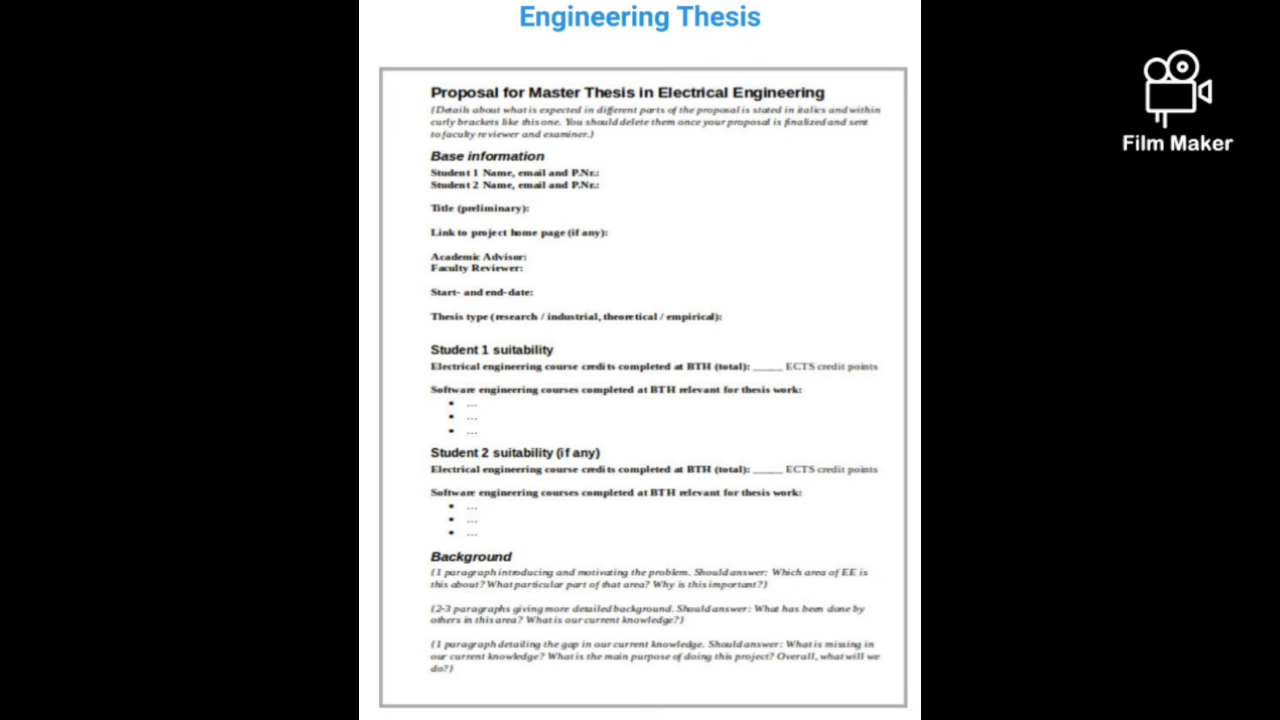 Engineering Thesis
Proposal for Master Thesis in Electrical Engineering
{Details about what is expected in different parts of the proposal is stated in italics and within
curly brackets like this one. You should delete them once your proposal is finalized and sent
to faculty reviewer and examiner.}
Base information
Student 1 Name, email and P.Nr.:
Student 2 Name, email and P.Nr.:
Title (preliminary):
Link to project home page (if any):
Academic Advisor:
Faculty Reviewer:
Start- and end-date:
Thesis type (research / industrial, theoretical / empirical):
Student 1 suitability
Electrical engineering course credits completed at BTH (total): _____ ECTS credit points
Software engineering courses completed at BTH relevant for thesis work:
• ...
• ...
• ...
Student 2 suitability (if any)
Electrical engineering course credits completed at BTH (total): _____ ECTS credit points
Software engineering courses completed at BTH relevant for thesis work:
• ...
• ...
• ...
Background
{1 paragraph introducing and motivating the problem. Should answer: Which area of EE is
this about? What particular part of that area? Why is this important?}
{2-3 paragraphs giving more detailed background. Should answer: What has been done by
others in this area? What is our current knowledge?}
{1 paragraph detailing the gap in our current knowledge. Should answer: What is missing in
our current knowledge? What is the main purpose of doing this project? Overall, what will we
do?}
Film Maker